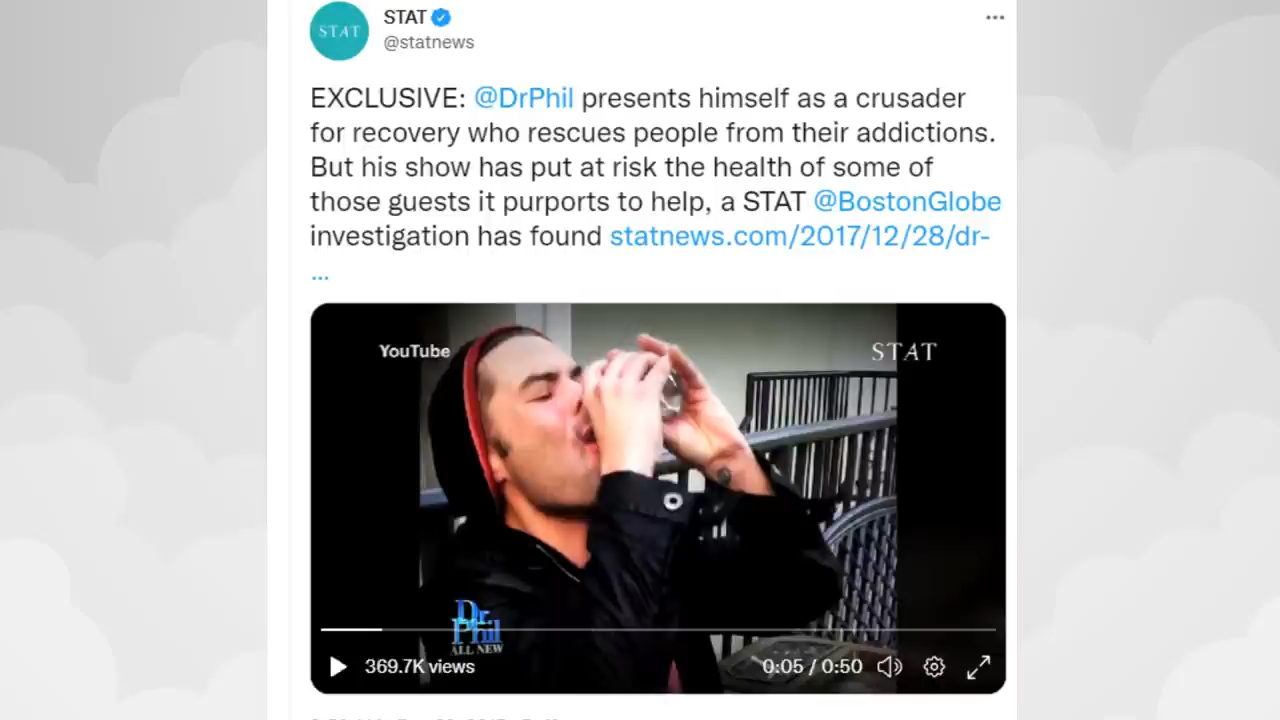 STAT
STAT
@statnews
EXCLUSIVE: @DrPhil presents himself as a crusader
for recovery who rescues people from their addictions.
But his show has put at risk the health of some of
those guests it purports to help, a STAT @BostonGlobe
investigation has found statnews.com/2017/12/28/dr-
…
YouTube
STAT
Dr.
Phil
ALL NEW
369.7K views
0:05 / 0:50